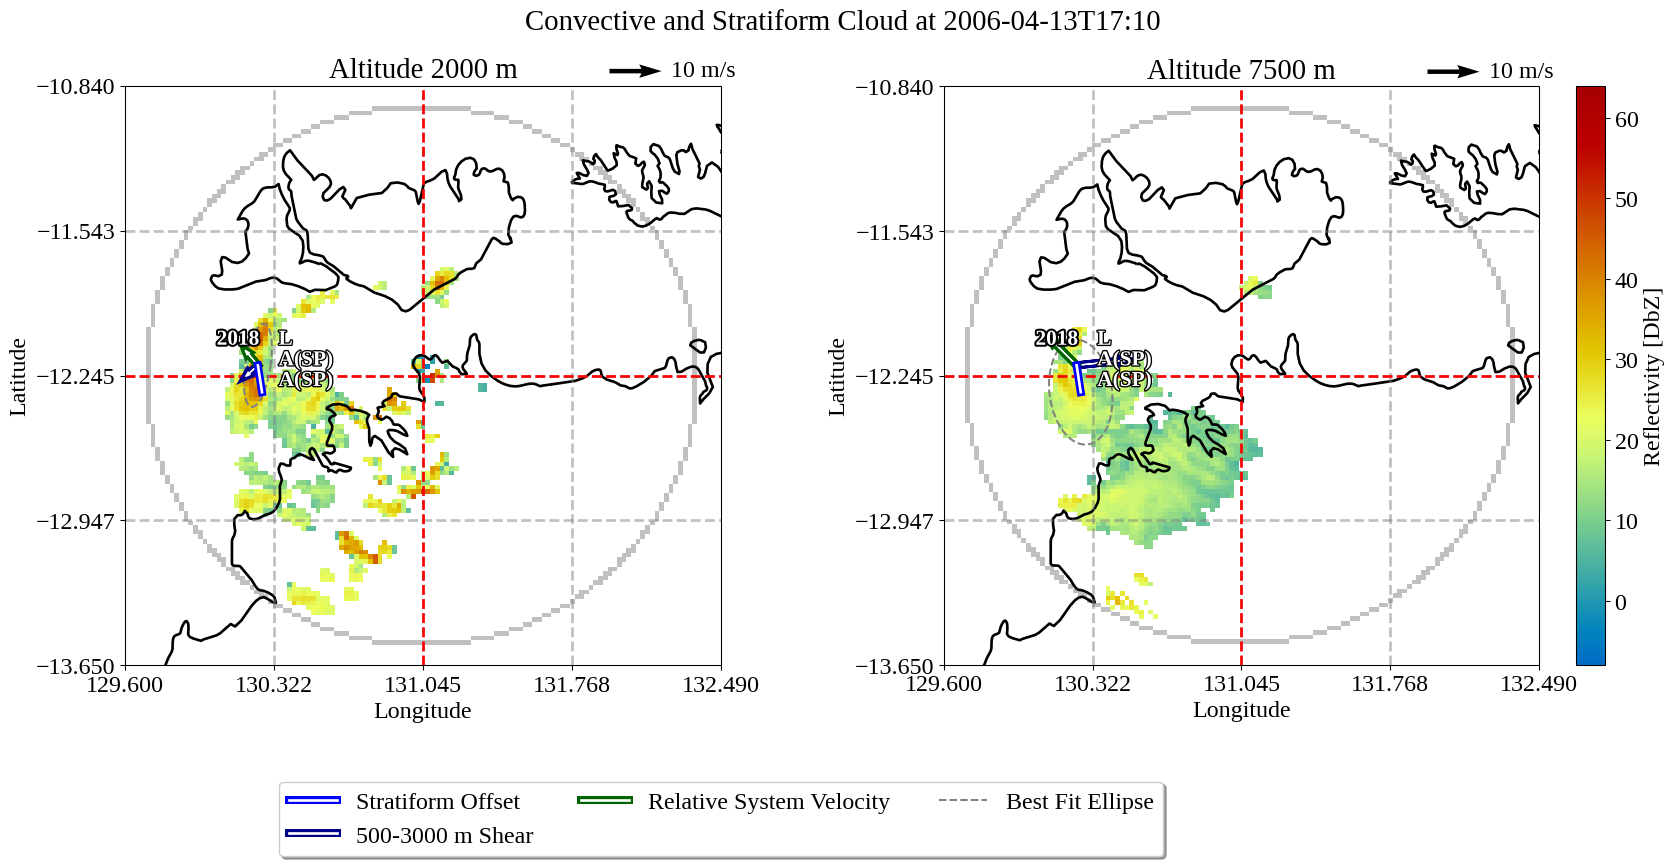 Convective and Stratiform Cloud at 2006-04-13T17:10
Altitude 2000 m
10 m/s
−10.840
−11.543
−12.245
−12.947
−13.650
Latitude
2018
L
A(SP)
A(SP)
129.600
130.322
131.045
131.768
132.490
Longitude
Altitude 7500 m
10 m/s
−10.840
−11.543
−12.245
−12.947
−13.650
Latitude
2018
L
A(SP)
A(SP)
129.600
130.322
131.045
131.768
132.490
Longitude
60
50
40
30
20
10
0
Reflectivity [DbZ]
Stratiform Offset
Relative System Velocity
Best Fit Ellipse
500-3000 m Shear